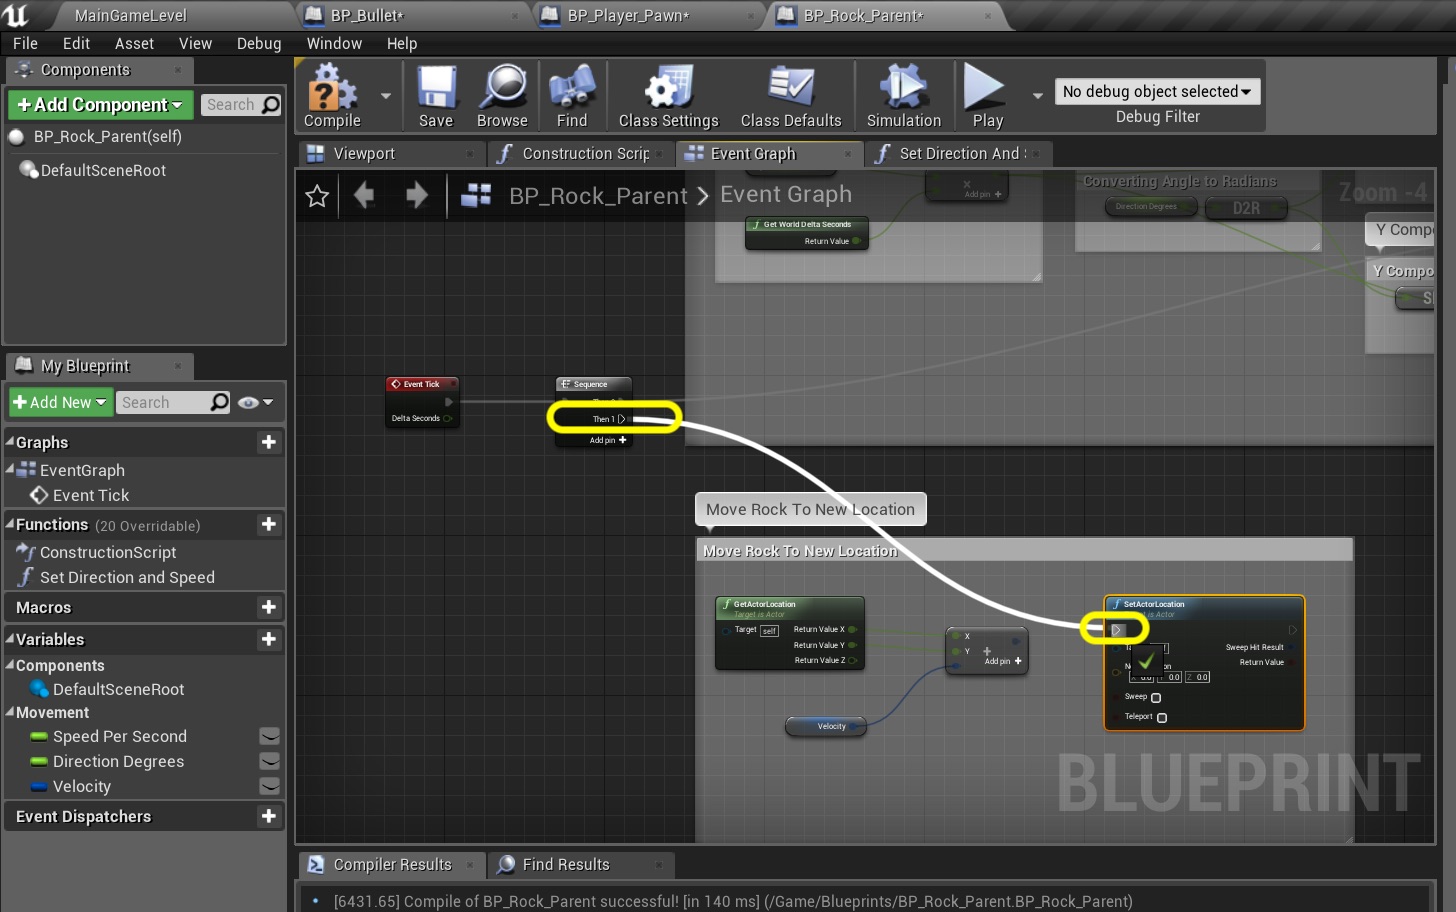 MainGameLevel
BP_Bullet*
BP_Player_Pawn*
BP_Rock_Parent*
File Edit Asset View Debug Window Help
Components
+Add Component
Search
BP_Rock_Parent(self)
DefaultSceneRoot
Compile
Save
Browse
Find
Class Settings
Class Defaults
Simulation
Play
No debug object selected
Debug Filter
Viewport
Construction Scrip
Event Graph
Set Direction And
BP_Rock_Parent > Event Graph
Zoom -4
Add pin +
Get World Delta Seconds
Return Value
Converting Angle to Radians
Direction Degrees
D2R
Y Compo
Y Compo
Event Tick
Delta Seconds
Sequence
Then 1
Add pin +
Move Rock To New Location
Move Rock To New Location
GetActorLocation
Target is Actor
Target self
Return Value X
Return Value Y
Return Value Z
X
Y
Add pin +
Velocity
SetActorLocation
is Actor
Sweep Hit Result
Return Value
0.0 Z 0.0
Sweep
Teleport
BLUEPRINT
My Blueprint
+ Add New
Search
Graphs
EventGraph
Event Tick
Functions (20 Overridable)
ConstructionScript
Set Direction and Speed
Macros
Variables
Components
DefaultSceneRoot
Movement
Speed Per Second
Direction Degrees
Velocity
Event Dispatchers
Compiler Results
Find Results
[6431.65] Compile of BP_Rock_Parent successful! [in 140 ms] (/Game/Blueprints/BP_Rock_Parent.BP_Rock_Parent)